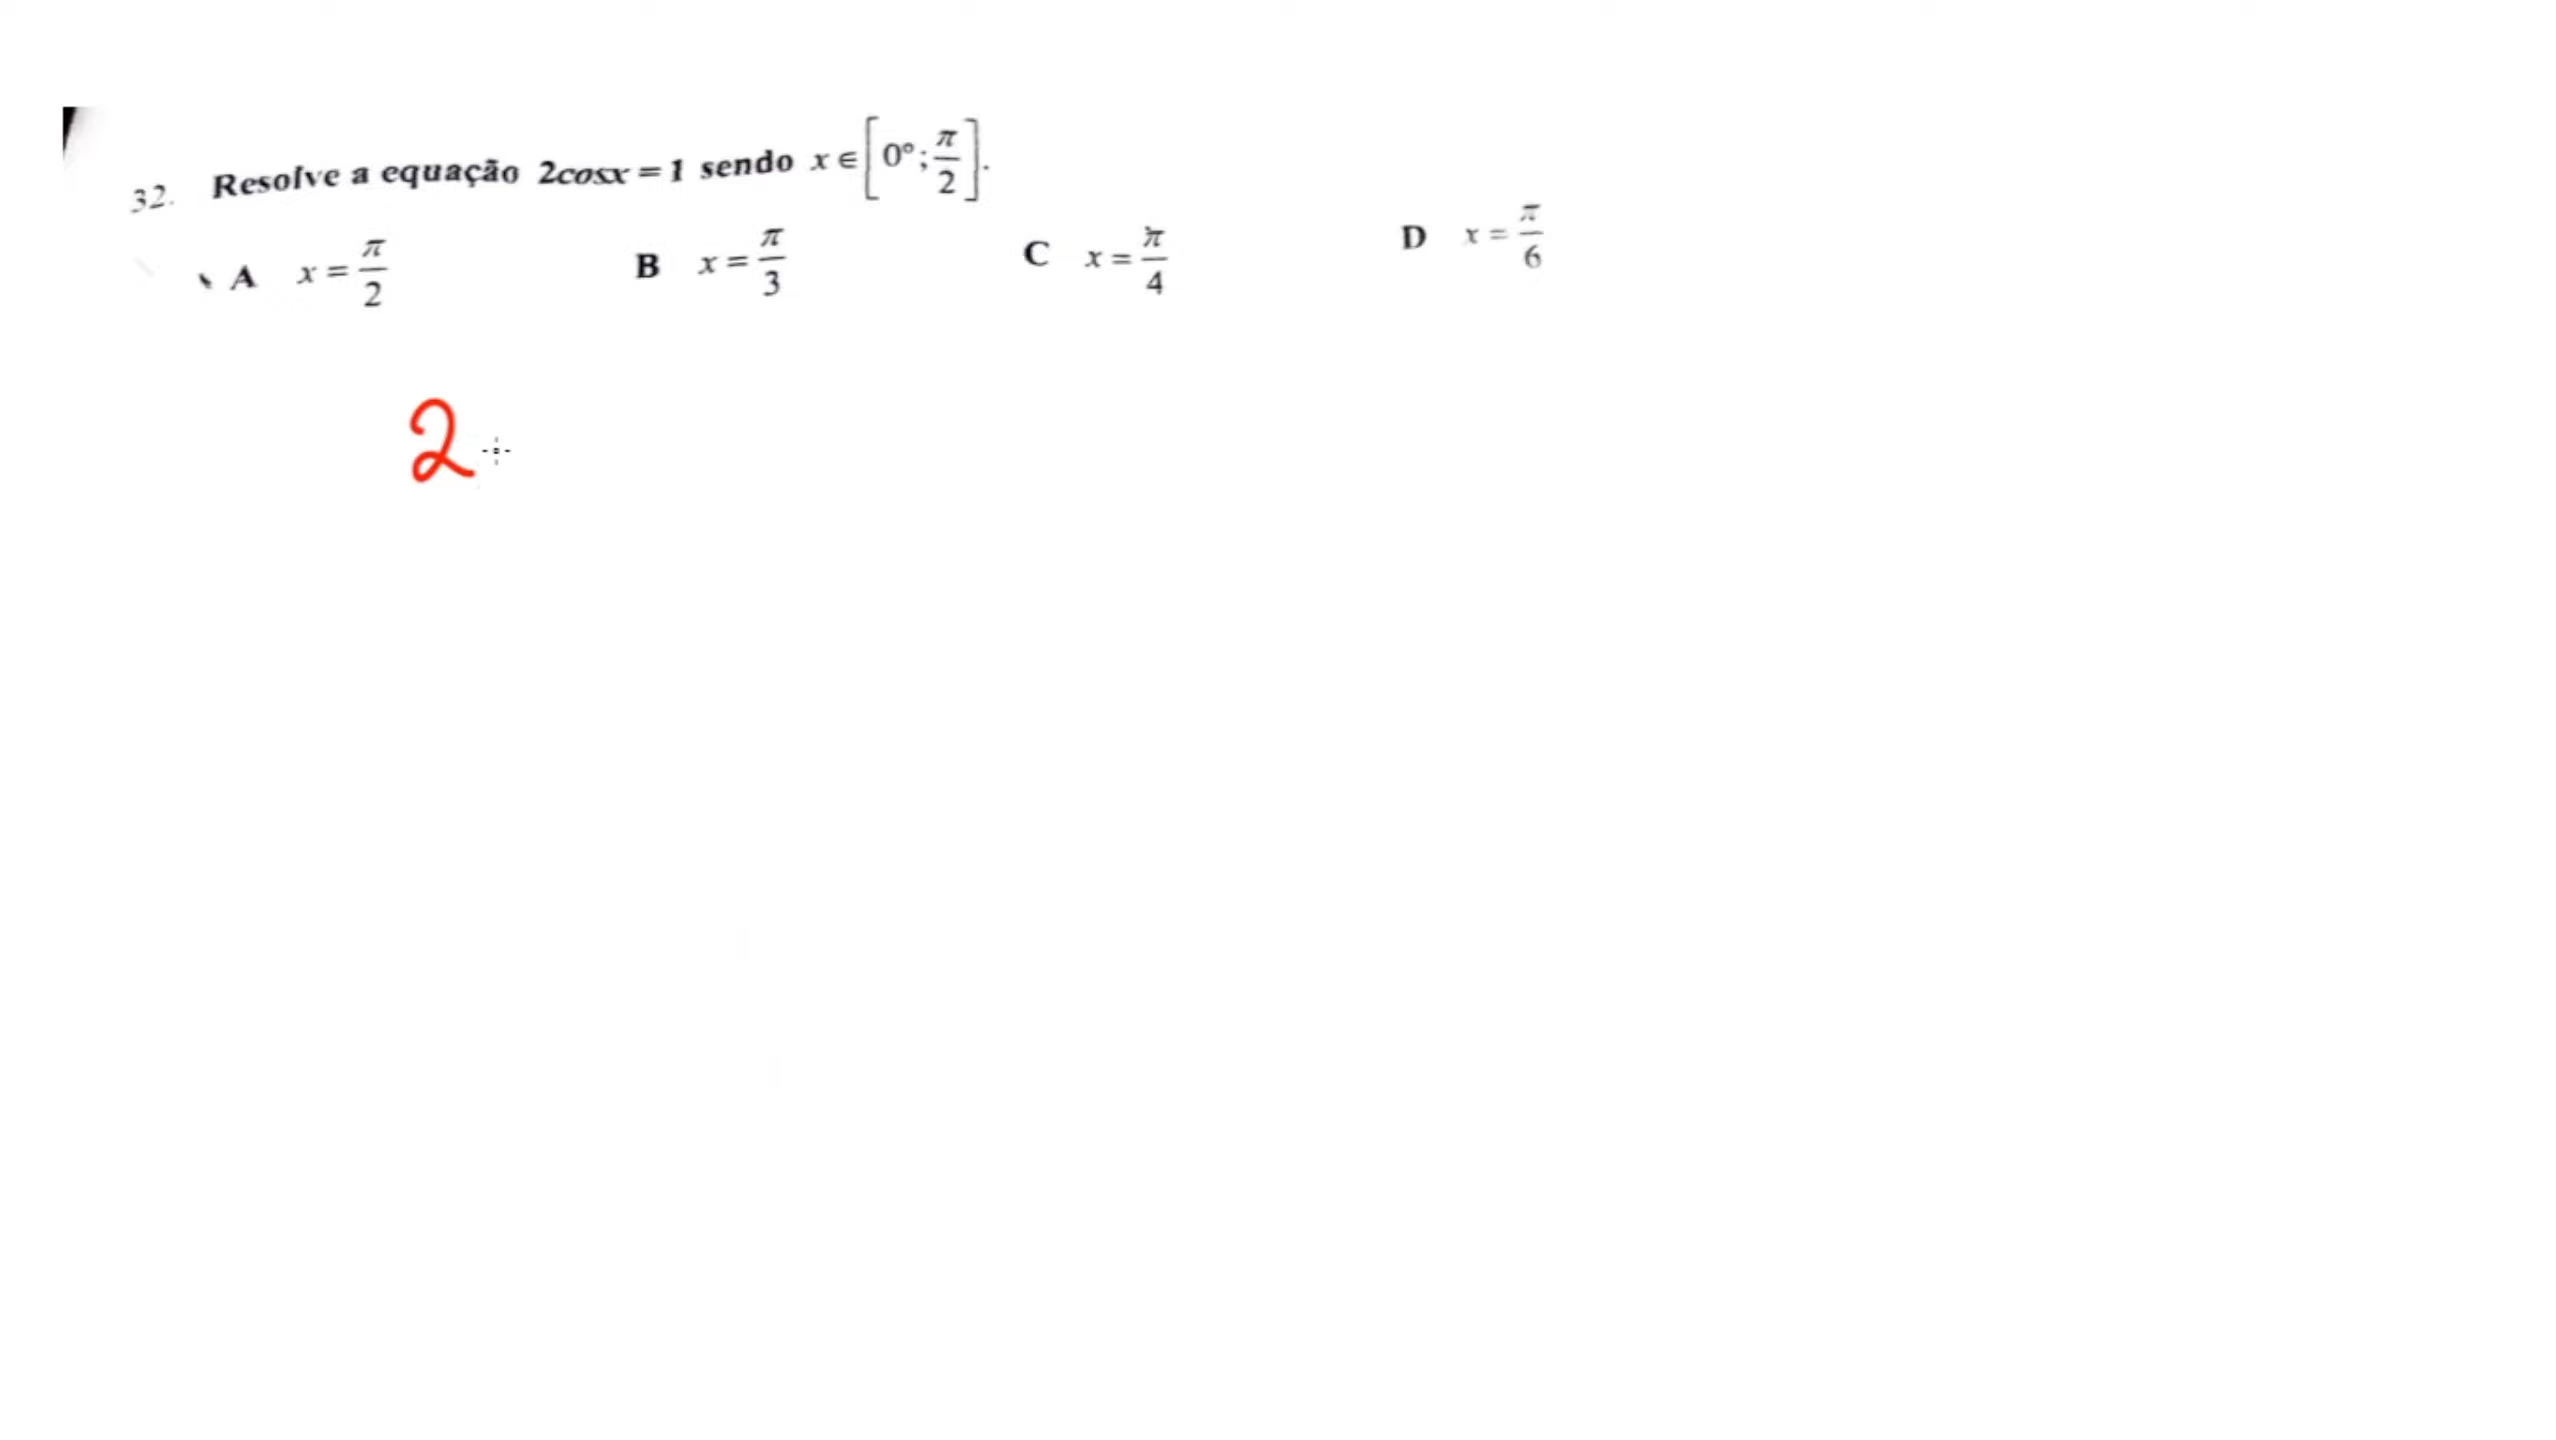 32. Resolve a equação 2cosx = 1 sendo x ∈ [0°; π/2].
A x = π/2 B x = π/3 C x = π/4 D x = π/6
2